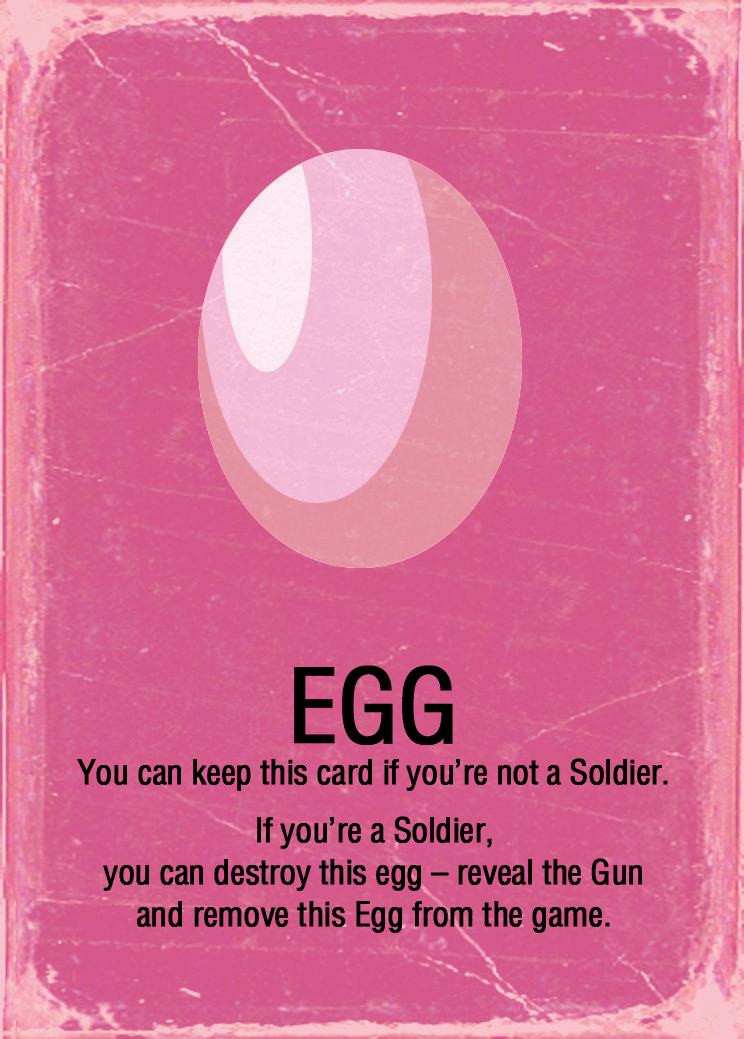 EGG
You can keep this card if you’re not a Soldier.
If you’re a Soldier,
you can destroy this egg – reveal the Gun
and remove this Egg from the game.